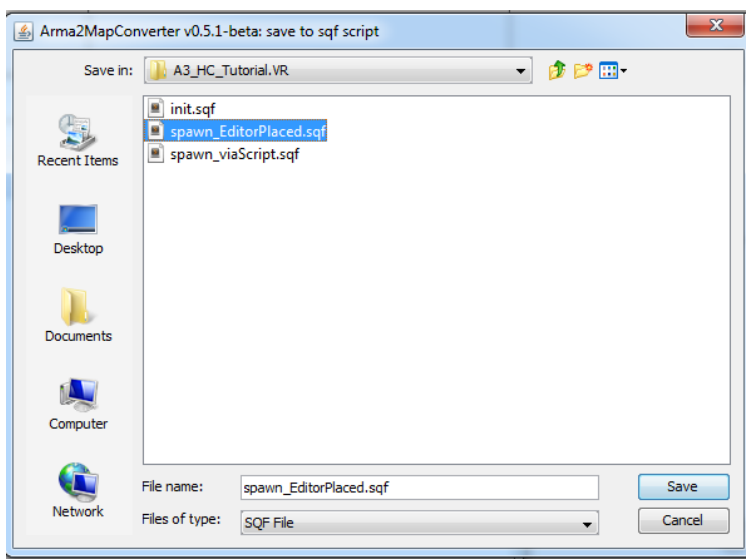 Arma2MapConverter v0.5.1-beta: save to sqf script
Save in:
A3_HC_Tutorial.VR
init.sqf
spawn_EditorPlaced.sqf
spawn_viaScript.sqf
Recent Items
Desktop
Documents
Computer
Network
File name:
spawn_EditorPlaced.sqf
Save
Files of type:
SQF File
Cancel